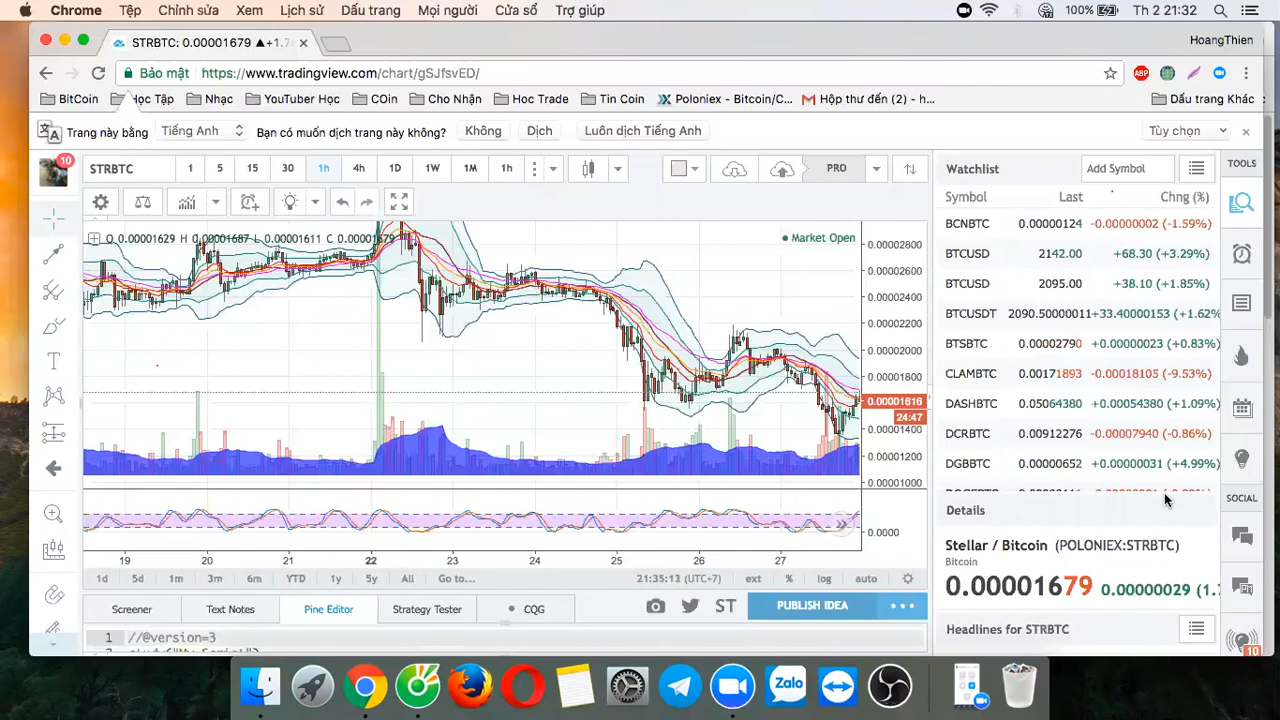 Chrome Tệp Chỉnh sửa Xem Lịch sử Dấu trang Mọi người Cửa sổ Trợ giúp 100% Th 2 21:32
STRBTC: 0.00001679 ▲+1.7 HoangThien
Bảo mật https://www.tradingview.com/chart/gSJfsvED/ ABP
BitCoin Học Tập Nhạc YouTuber Học COin Cho Nhận Hoc Trade Tin Coin Poloniex - Bitcoin/C... Hộp thư đến (2) - h... Dấu trang Khác
Trang này bằng Tiếng Anh Bạn có muốn dịch trang này không? Không Dịch Luôn dịch Tiếng Anh Tùy chọn
10 STRBTC 1 5 15 30 1h 4h 1D 1W 1M 1h PRO Watchlist Add Symbol TOOLS
Symbol Last Chng (%)
O 0.00001629 H 0.00001687 L 0.00001611 C 0.00001679 Market Open
0.00002800
0.00002600
0.00002400
0.00002200
0.00002000
0.00001800
0.00001616
24:47
0.00001400
0.00001200
0.00001000
0.0000
19 20 21 22 23 24 25 26 27
BCNBTC 0.00000124 -0.00000002 (-1.59%)
BTCUSD 2142.00 +68.30 (+3.29%)
BTCUSD 2095.00 +38.10 (+1.85%)
BTCUSDT 2090.50000011 +33.40000153 (+1.62%
BTSBTC 0.00002790 +0.00000023 (+0.83%)
CLAMBTC 0.00171893 -0.00018105 (-9.53%)
DASHBTC 0.05064380 +0.00054380 (+1.09%)
DCRBTC 0.00912276 -0.00007940 (-0.86%)
DGBBTC 0.00000652 +0.00000031 (+4.99%)
SOCIAL
Details
Stellar / Bitcoin (POLONIEX:STRBTC)
Bitcoin
0.00001679 0.00000029 (1.7
Headlines for STRBTC
10
1d 5d 1m 3m 6m YTD 1y 5y All Go to... 21:35:13 (UTC+7) ext % log auto
Screener Text Notes Pine Editor Strategy Tester CQG ST PUBLISH IDEA
1 //@version=3
Zalo